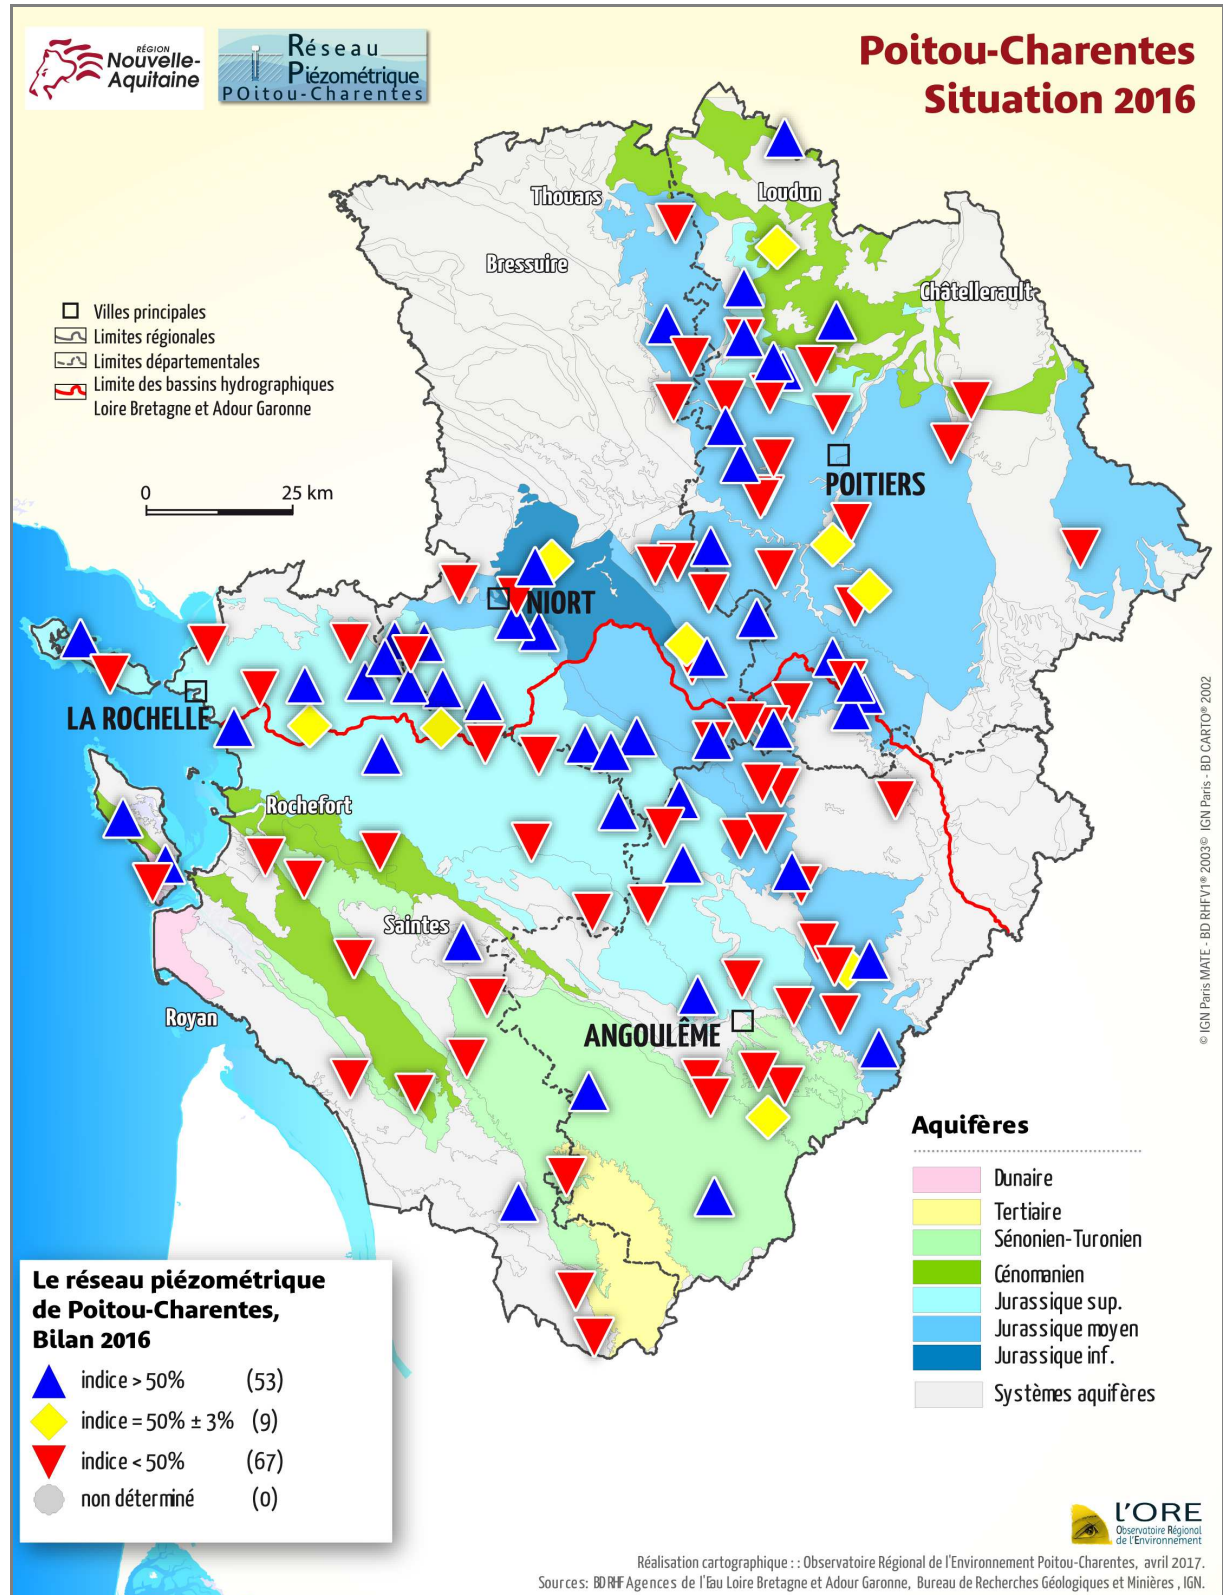 RÉGION
Nouvelle-
Aquitaine
Réseau
Piézométrique
POitou-Charentes
Poitou-Charentes
Situation 2016
Thouars
Loudun
Bressuire
Châtellerault
Villes principales
Limites régionales
Limites départementales
Limite des bassins hydrographiques
Loire Bretagne et Adour Garonne
0 25 km
POITIERS
NIORT
LA ROCHELLE
Rochefort
Saintes
Royan
ANGOULÊME
© IGN Paris MATE - BD RHFV1® 2003© IGN Paris - BD CARTO® 2002
Aquifères
Dunaire
Tertiaire
Sénonien-Turonien
Cénomanien
Jurassique sup.
Jurassique moyen
Jurassique inf.
Systèmes aquifères
Le réseau piézométrique
de Poitou-Charentes,
Bilan 2016
indice > 50% (53)
indice = 50% ± 3% (9)
indice < 50% (67)
non déterminé (0)
l'ORE
Observatoire Régional
de l'Environnement
Réalisation cartographique : : Observatoire Régional de l'Environnement Poitou-Charentes, avril 2017.
Sources: BD RHF Agences de l'Eau Loire Bretagne et Adour Garonne, Bureau de Recherches Géologiques et Minières , IGN.